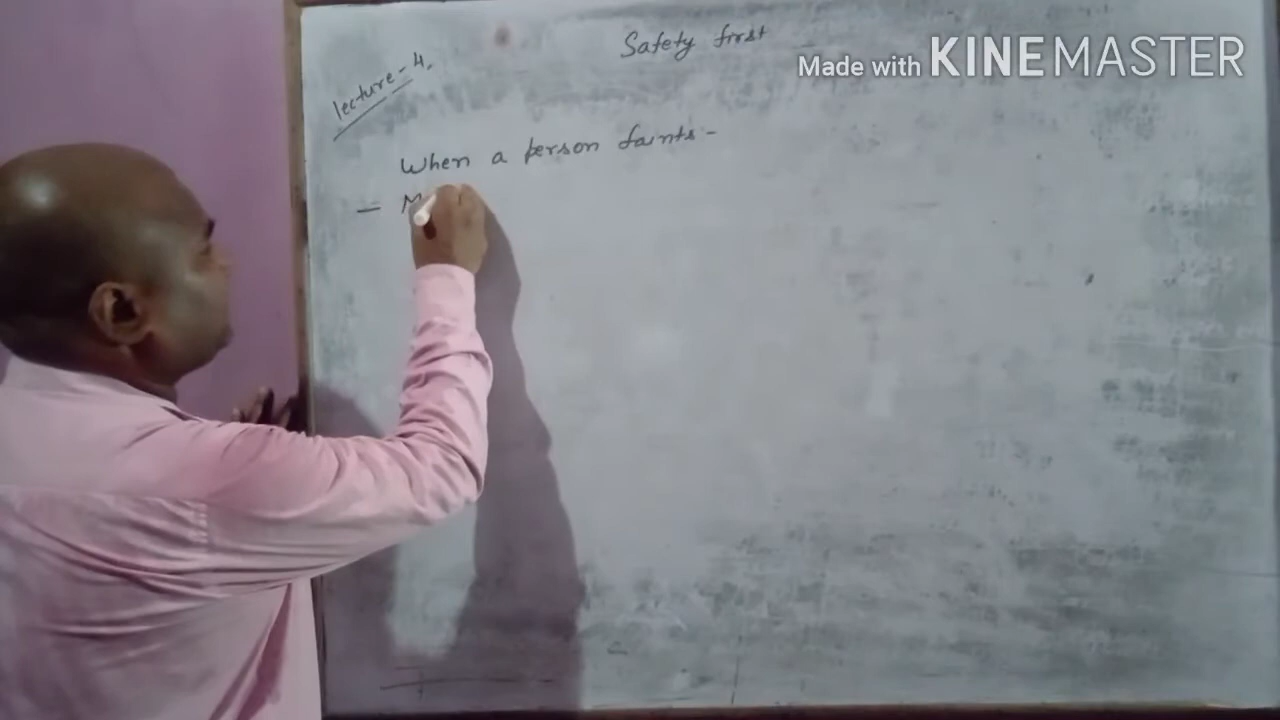 Safety first
Made with KINEMASTER
lecture-4.
When a person faints-
—